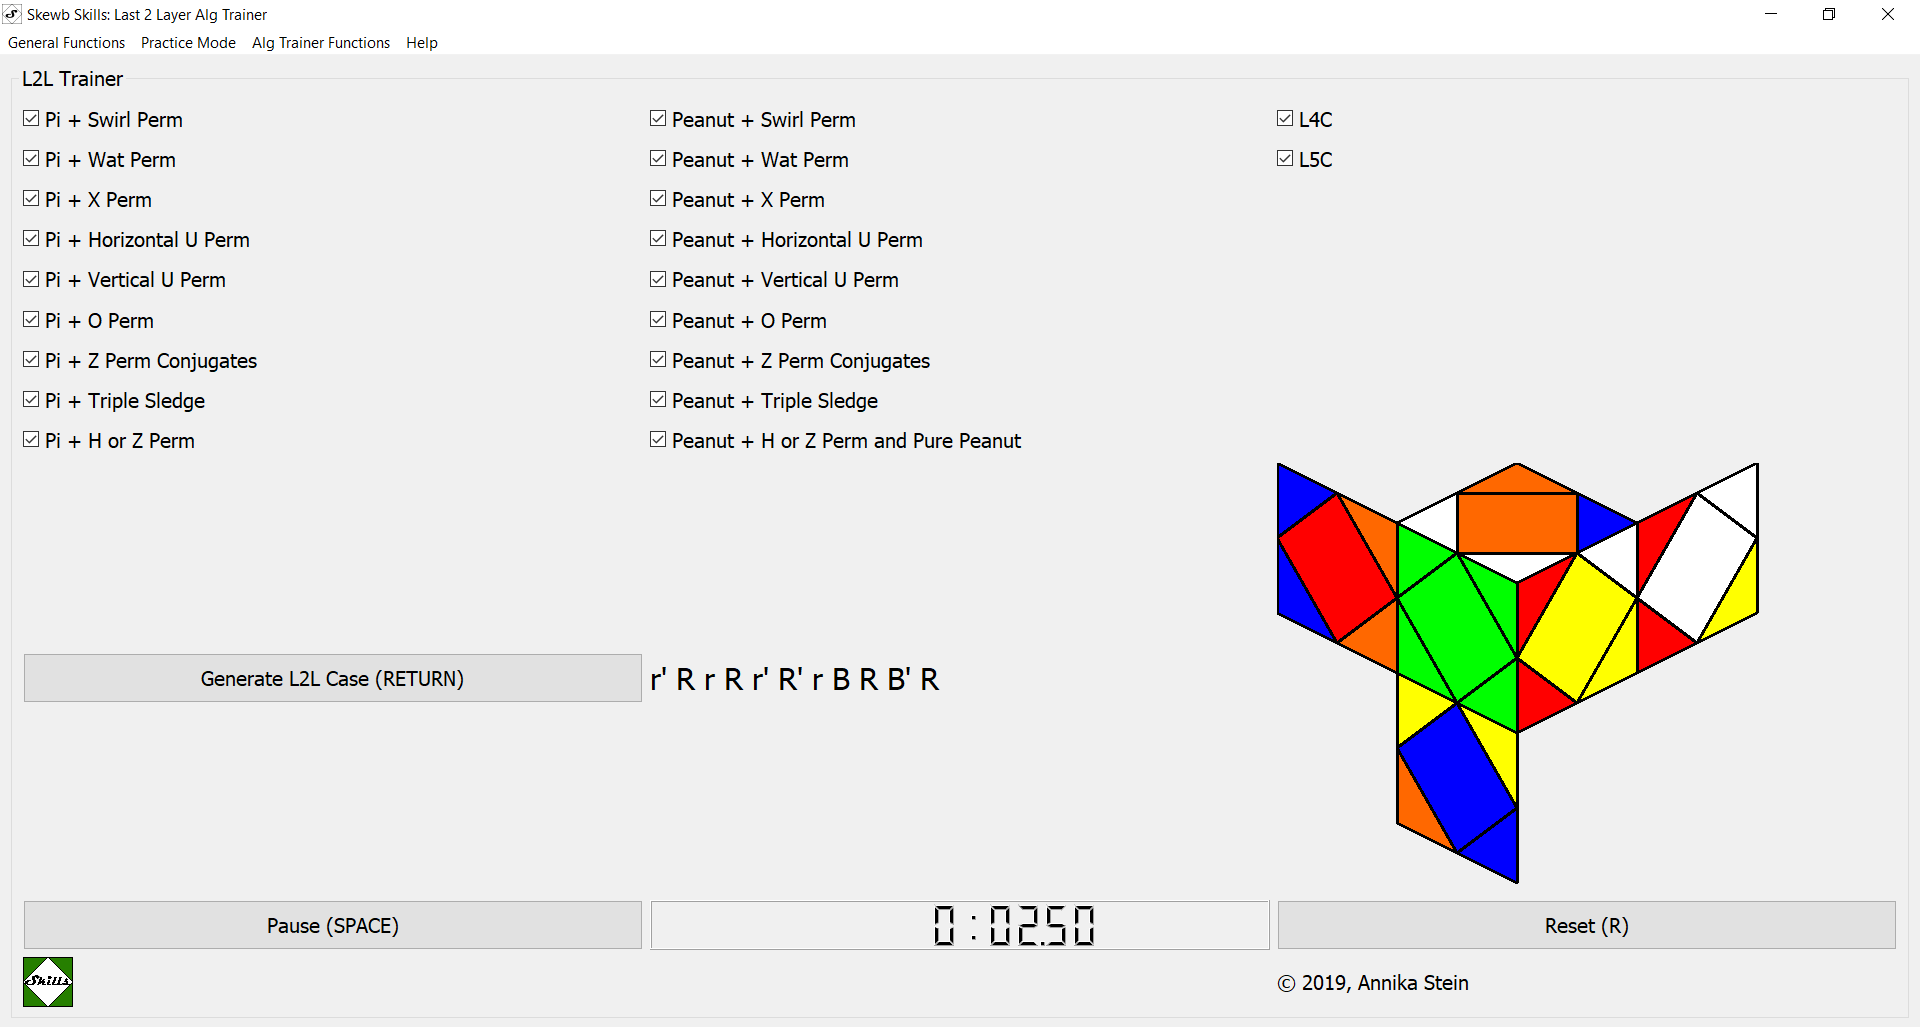 Skewb Skills: Last 2 Layer Alg Trainer
General Functions Practice Mode Alg Trainer Functions Help
L2L Trainer
Pi + Swirl Perm Peanut + Swirl Perm L4C
Pi + Wat Perm Peanut + Wat Perm L5C
Pi + X Perm Peanut + X Perm
Pi + Horizontal U Perm Peanut + Horizontal U Perm
Pi + Vertical U Perm Peanut + Vertical U Perm
Pi + O Perm Peanut + O Perm
Pi + Z Perm Conjugates Peanut + Z Perm Conjugates
Pi + Triple Sledge Peanut + Triple Sledge
Pi + H or Z Perm Peanut + H or Z Perm and Pure Peanut
Generate L2L Case (RETURN) r' R r R r' R' r B R B' R
Pause (SPACE) 0:02.50 Reset (R)
Skills © 2019, Annika Stein